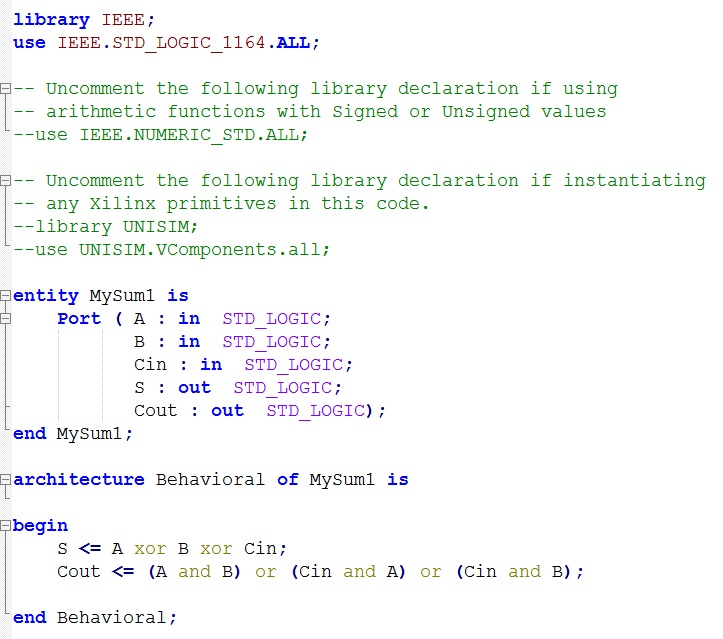 library IEEE;
use IEEE.STD_LOGIC_1164.ALL;
-- Uncomment the following library declaration if using
-- arithmetic functions with Signed or Unsigned values
--use IEEE.NUMERIC_STD.ALL;
-- Uncomment the following library declaration if instantiating
-- any Xilinx primitives in this code.
--library UNISIM;
--use UNISIM.VComponents.all;
entity MySum1 is
Port ( A : in  STD_LOGIC;
B : in  STD_LOGIC;
Cin : in  STD_LOGIC;
S : out  STD_LOGIC;
Cout : out  STD_LOGIC);
end MySum1;
architecture Behavioral of MySum1 is
begin
S <= A xor B xor Cin;
Cout <= (A and B) or (Cin and A) or (Cin and B);
end Behavioral;